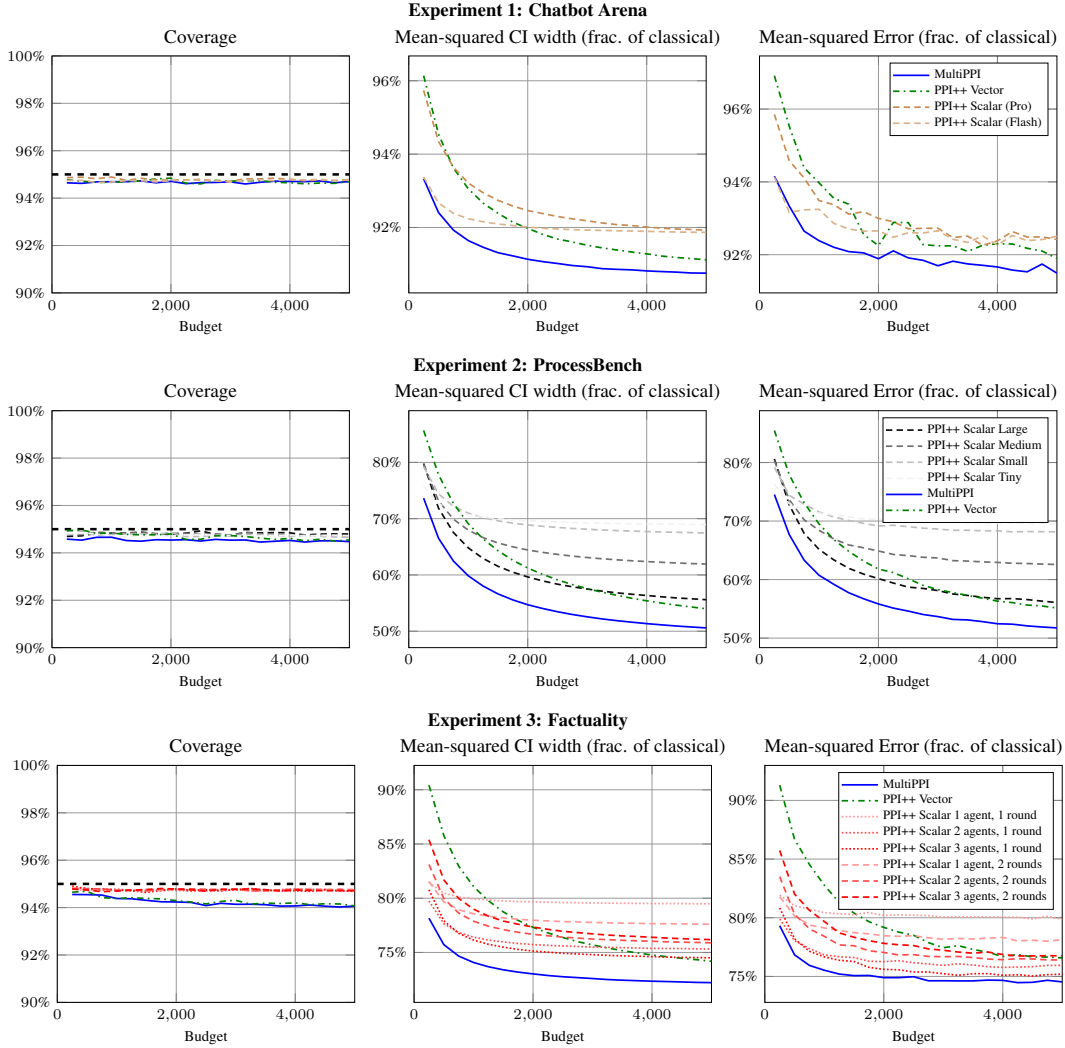 Experiment 1: Chatbot Arena
Coverage
100%
98%
96%
94%
92%
90%
0
2,000
4,000
Budget
Mean-squared CI width (frac. of classical)
96%
94%
92%
0
2,000
4,000
Budget
Mean-squared Error (frac. of classical)
MultiPPI
PPI++ Vector
PPI++ Scalar (Pro)
PPI++ Scalar (Flash)
96%
94%
92%
0
2,000
4,000
Budget
Experiment 2: ProcessBench
Coverage
100%
98%
96%
94%
92%
90%
0
2,000
4,000
Budget
Mean-squared CI width (frac. of classical)
80%
70%
60%
50%
0
2,000
4,000
Budget
Mean-squared Error (frac. of classical)
PPI++ Scalar Large
PPI++ Scalar Medium
PPI++ Scalar Small
PPI++ Scalar Tiny
MultiPPI
PPI++ Vector
80%
70%
60%
50%
0
2,000
4,000
Budget
Experiment 3: Factuality
Coverage
100%
98%
96%
94%
92%
90%
0
2,000
4,000
Budget
Mean-squared CI width (frac. of classical)
90%
85%
80%
75%
0
2,000
4,000
Budget
Mean-squared Error (frac. of classical)
MultiPPI
PPI++ Vector
PPI++ Scalar 1 agent, 1 round
PPI++ Scalar 2 agents, 1 round
PPI++ Scalar 3 agents, 1 round
PPI++ Scalar 1 agent, 2 rounds
PPI++ Scalar 2 agents, 2 rounds
PPI++ Scalar 3 agents, 2 rounds
90%
85%
80%
75%
0
2,000
4,000
Budget